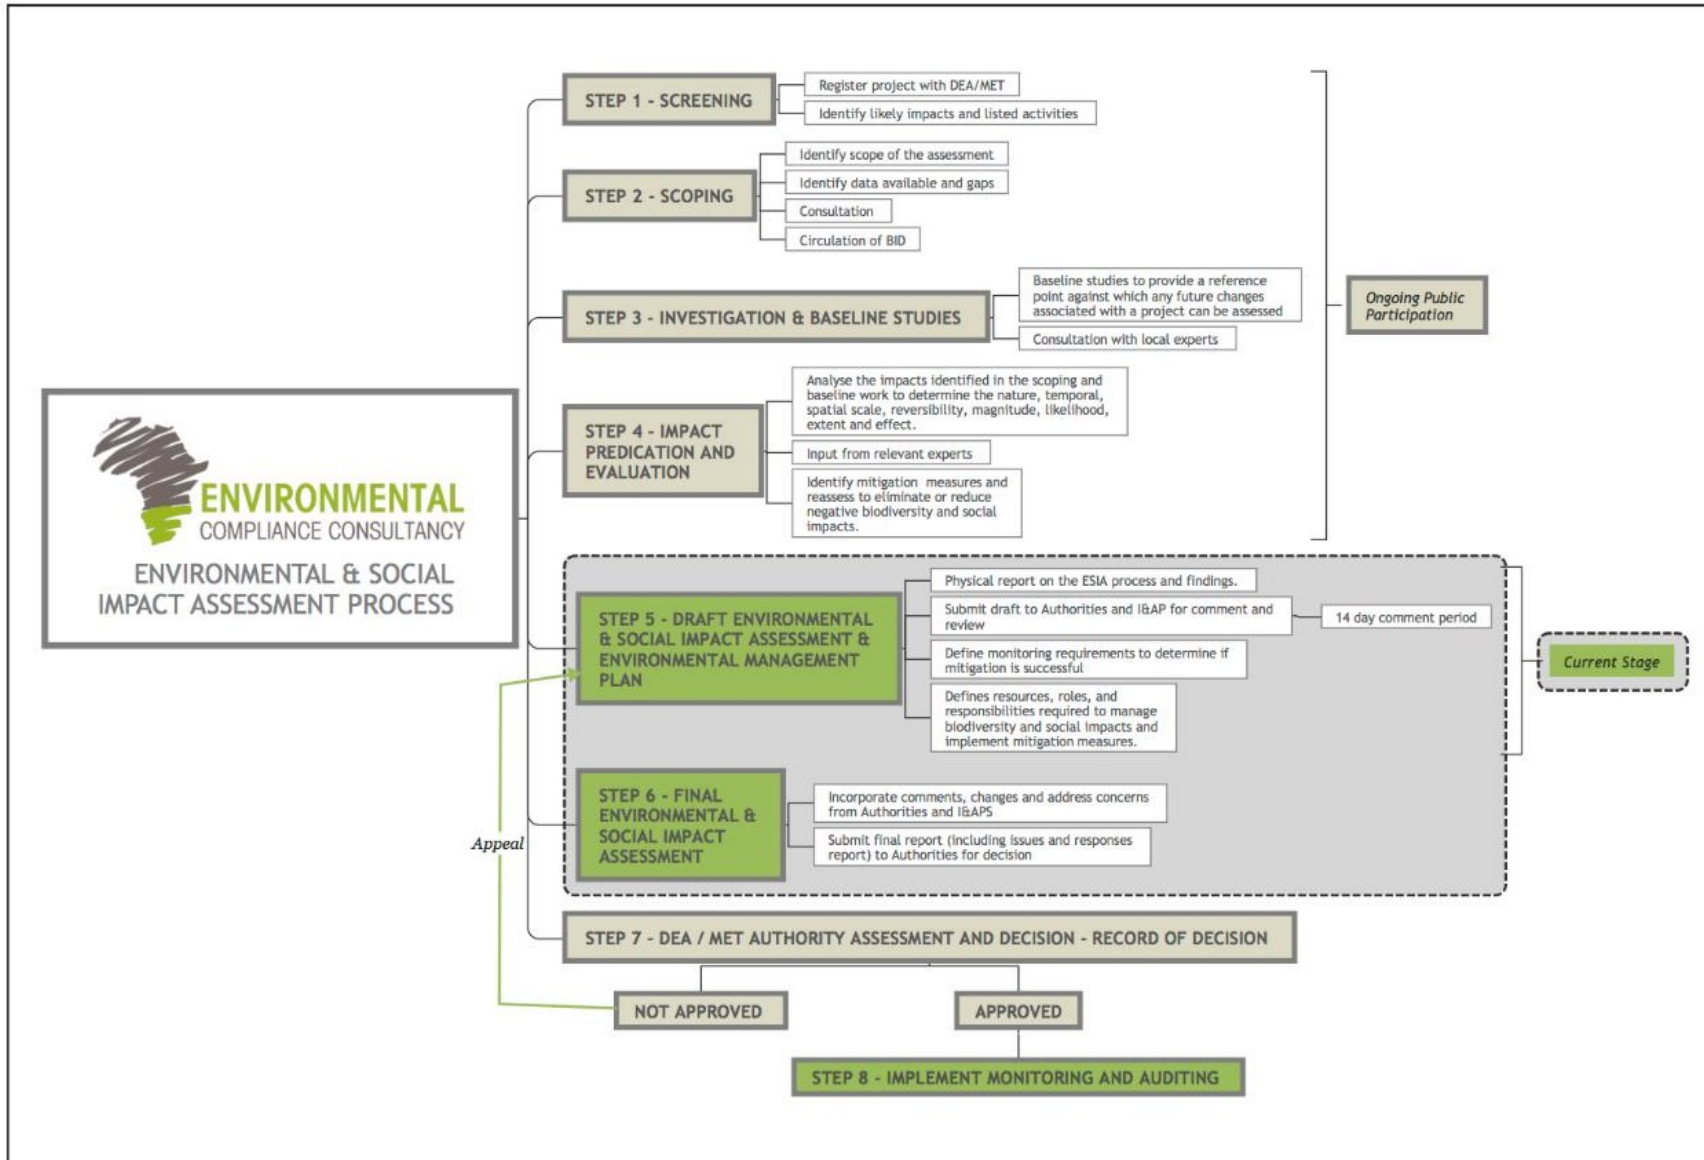 STEP 1 - SCREENING
Register project with DEA/MET
Identify likely impacts and listed activities
STEP 2 - SCOPING
Identify scope of the assessment
Identify data available and gaps
Consultation
Circulation of BID
STEP 3 - INVESTIGATION & BASELINE STUDIES
Baseline studies to provide a reference
point against which any future changes
associated with a project can be assessed
Consultation with local experts
Ongoing Public
Participation
STEP 4 - IMPACT
PREDICATION AND
EVALUATION
Analyse the impacts identified in the scoping and
baseline work to determine the nature, temporal,
spatial scale, reversibility, magnitude, likelihood,
extent and effect.
Input from relevant experts
Identify mitigation measures and
reassess to eliminate or reduce
negative biodiversity and social
impacts.
ENVIRONMENTAL
COMPLIANCE CONSULTANCY
ENVIRONMENTAL & SOCIAL
IMPACT ASSESSMENT PROCESS
STEP 5 - DRAFT ENVIRONMENTAL
& SOCIAL IMPACT ASSESSMENT &
ENVIRONMENTAL MANAGEMENT
PLAN
Physical report on the ESIA process and findings.
Submit draft to Authorities and I&AP for comment and
review
14 day comment period
Define monitoring requirements to determine if
mitigation is successful
Defines resources, roles, and
responsibilities required to manage
biodiversity and social impacts and
implement mitigation measures.
Current Stage
STEP 6 - FINAL
ENVIRONMENTAL &
SOCIAL IMPACT
ASSESSMENT
Incorporate comments, changes and address concerns
from Authorities and I&APS
Submit final report (including issues and responses
report) to Authorities for decision
Appeal
STEP 7 - DEA / MET AUTHORITY ASSESSMENT AND DECISION - RECORD OF DECISION
NOT APPROVED
APPROVED
STEP 8 - IMPLEMENT MONITORING AND AUDITING